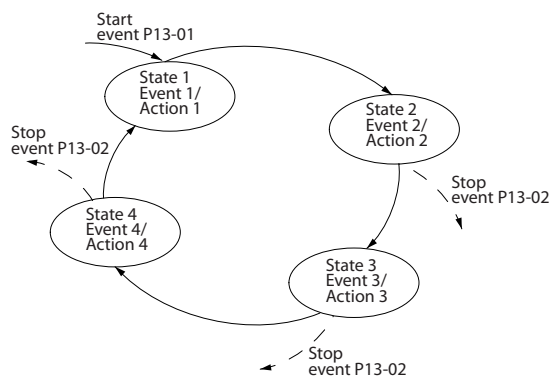 Start
event P13-01
State 1
Event 1/
Action 1
State 2
Event 2/
Action 2
Stop
event P13-02
Stop
event P13-02
State 4
Event 4/
Action 4
State 3
Event 3/
Action 3
Stop
event P13-02